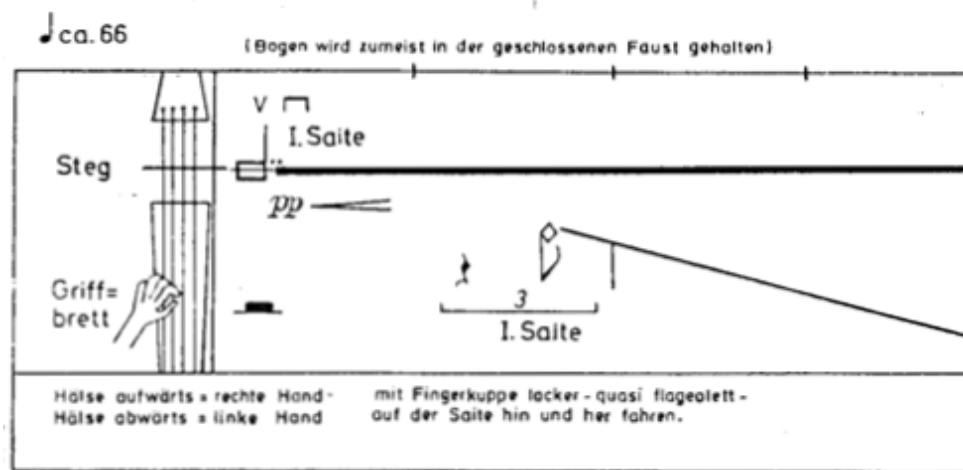 ♩ ca. 66
(Bogen wird zumeist in der geschlossenen Faust gehalten)
V
I. Saite
Steg
pp
Griff=
brett
3
I. Saite
Hälse aufwärts = rechte Hand -
Hälse abwärts = linke Hand
mit Fingerkuppe locker - quasi flageolett -
auf der Saite hin und her fahren.